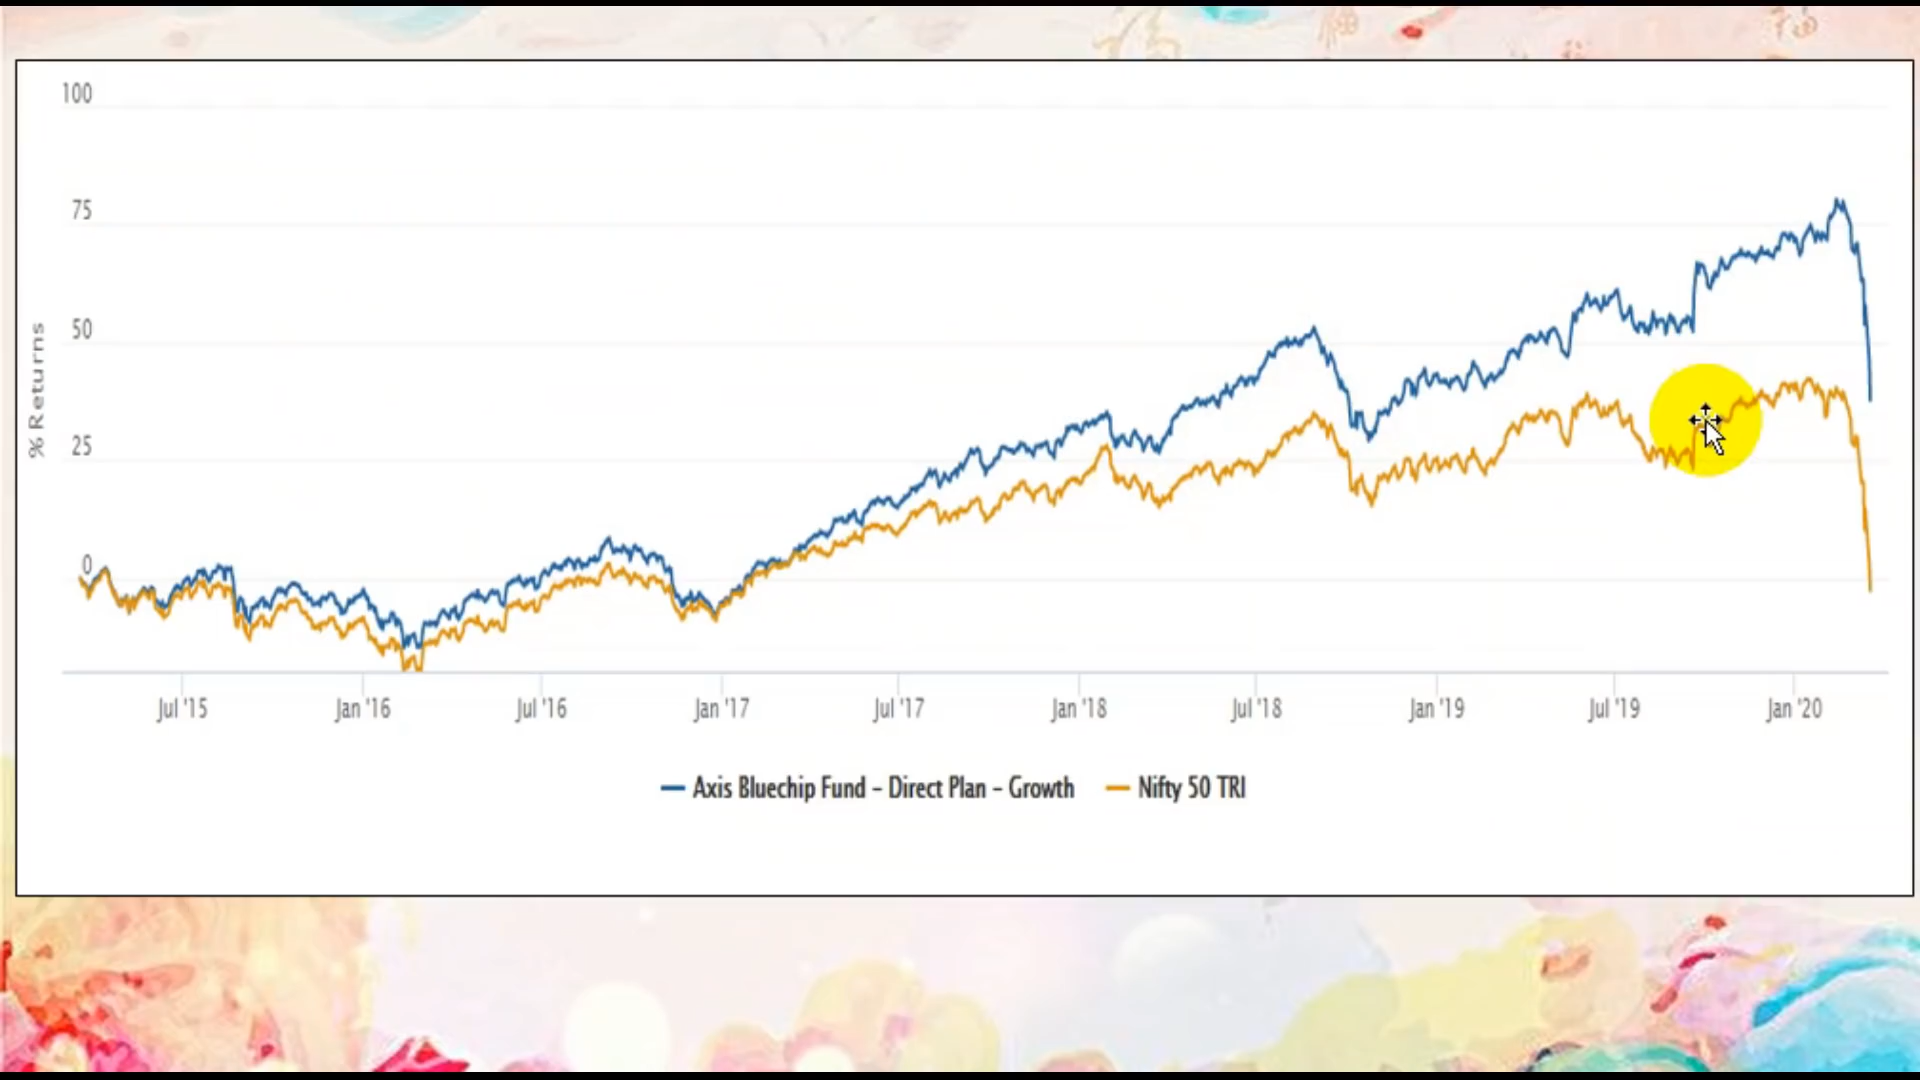 100
75
50
25
0
% Returns
Jul '15 Jan '16 Jul '16 Jan '17 Jul '17 Jan '18 Jul '18 Jan '19 Jul '19 Jan '20
Axis Bluechip Fund – Direct Plan – Growth Nifty 50 TRI